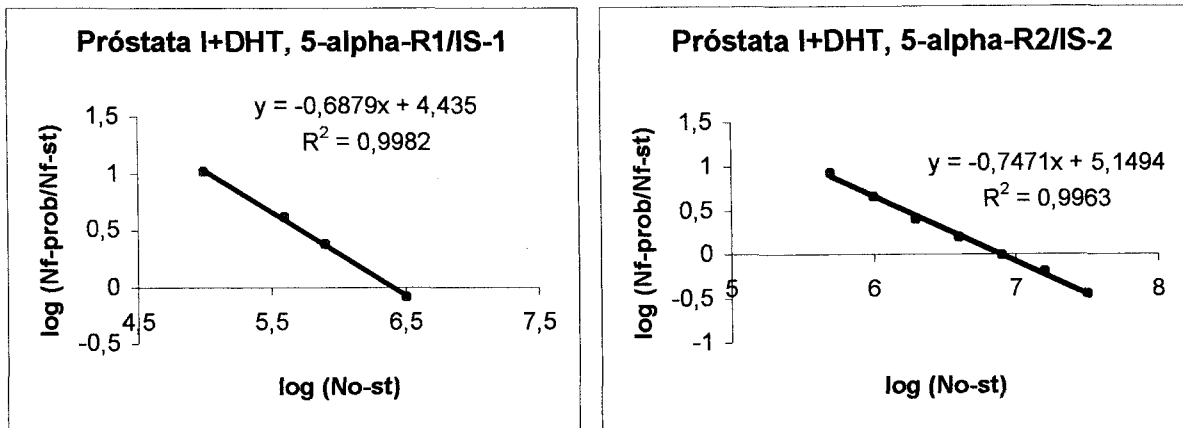 Próstata I+DHT, 5-alpha-R1/IS-1
y = -0,6879x + 4,435
R² = 0,9982
log (Nf-prob/Nf-st)
1,5
1
0,5
0
-0,5
4,5
5,5
6,5
7,5
log (No-st)
Próstata I+DHT, 5-alpha-R2/IS-2
y = -0,7471x + 5,1494
R² = 0,9963
log (Nf-prob/Nf-st)
1,5
1
0,5
0
-0,5
-1
5
6
7
8
log (No-st)